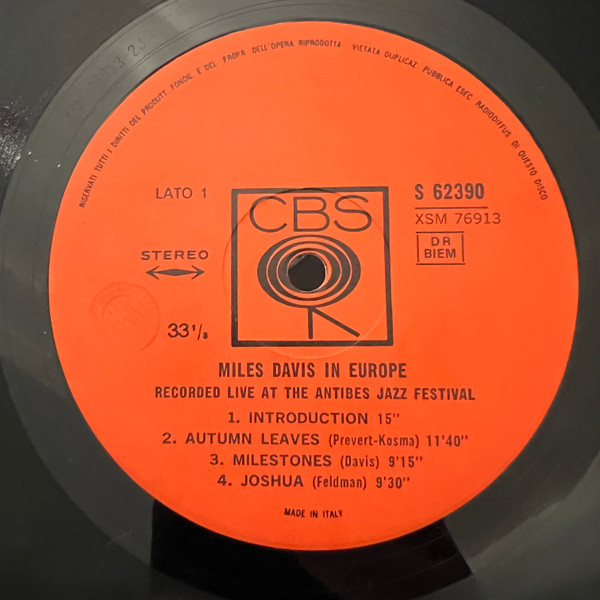 RISERVATI TUTTI I DIRITTI DEL PRODUTT. FONOG. E DEL PROPR. DELL'OPERA RIPRODOTTA VIETATA DUPLICAZ. PUBBLICA ESEC. RADIODIFFUS. DI QUESTO DISCO
LATO 1
S 62390
XSM 76913
CBS
DR
BIEM
STEREO
33 1/3
MILES DAVIS IN EUROPE
RECORDED LIVE AT THE ANTIBES JAZZ FESTIVAL
1. INTRODUCTION 15"
2. AUTUMN LEAVES (Prevert-Kosma) 11'40"
3. MILESTONES (Davis) 9'15"
4. JOSHUA (Feldman) 9'30"
MADE IN ITALY